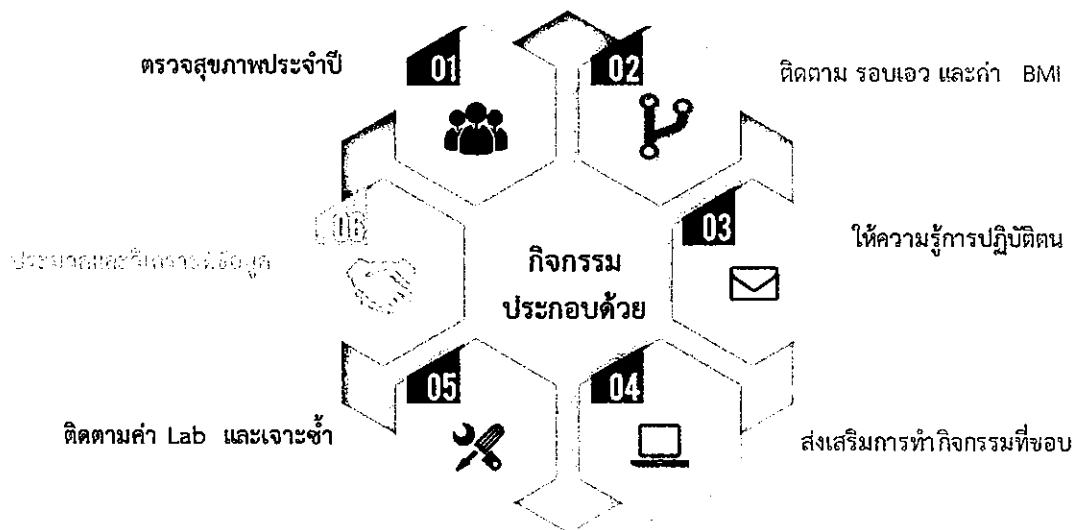 ตรวจสุขภาพประจำปี
01
02
ติดตาม รอบเอว และค่า BMI
03
ให้ความรู้การปฏิบัติตน
06
กิจกรรม
ประกอบด้วย
05
04
ติดตามค่า Lab และเจาะซ้ำ
ส่งเสริมการทำกิจกรรมที่ชอบ